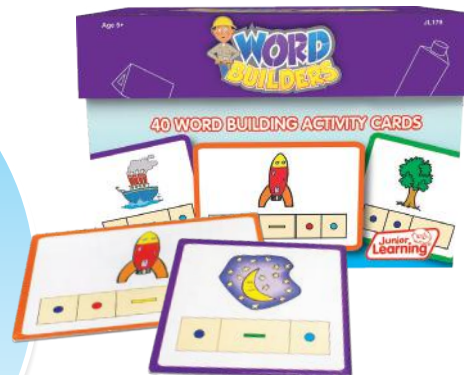 Age 5+
JL179
WORD
BUILDERS
40 WORD BUILDING ACTIVITY CARDS
Junior
Learning